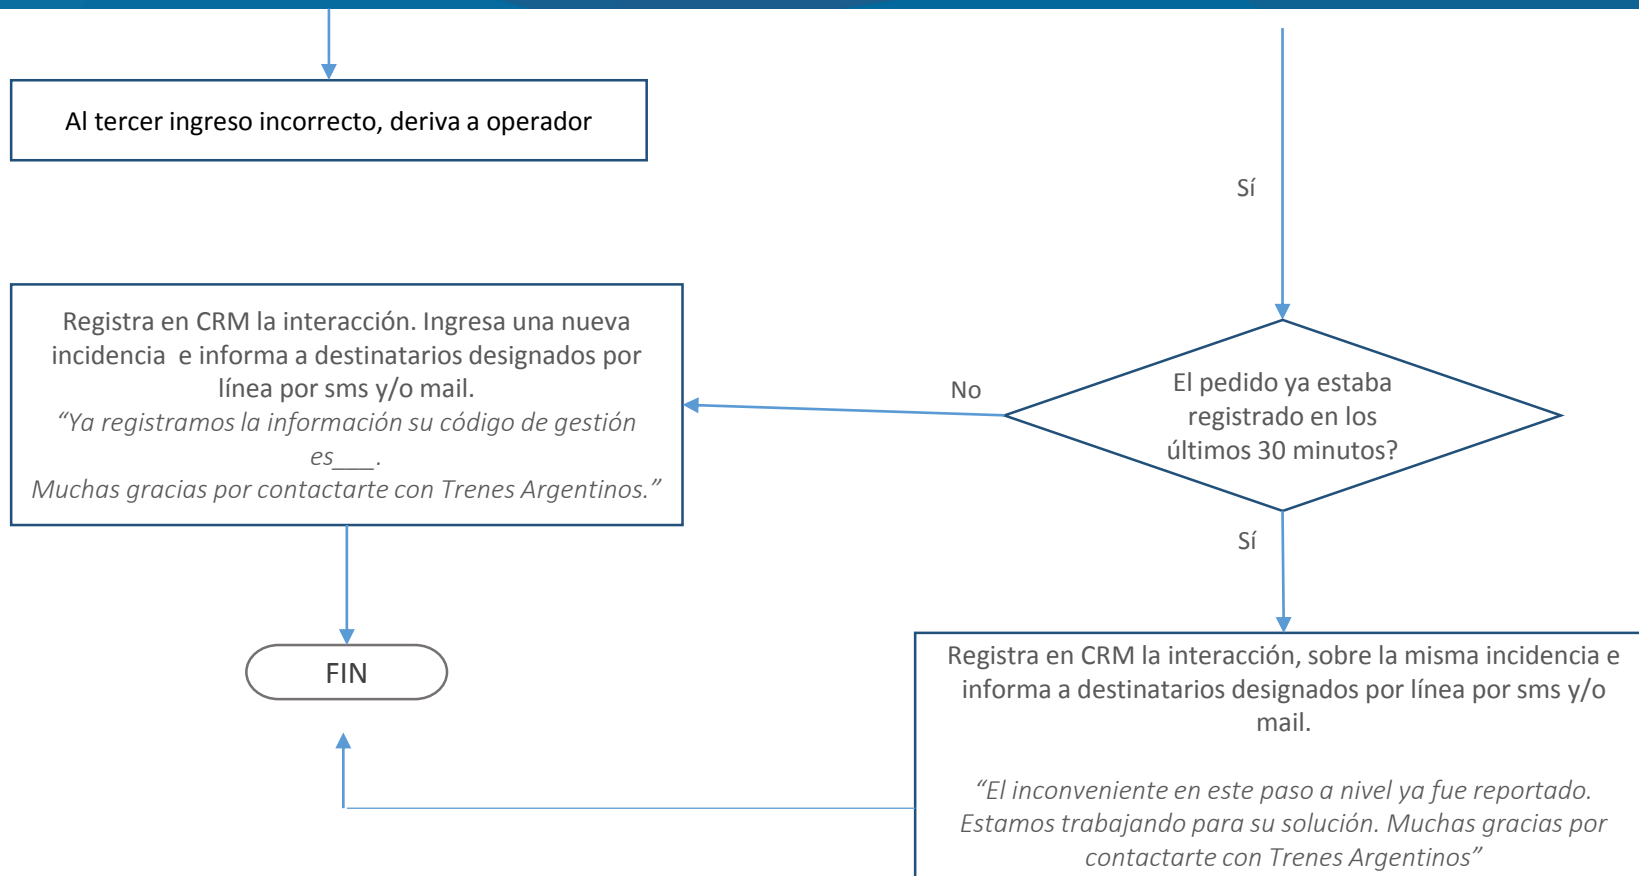 Al tercer ingreso incorrecto, deriva a operador
Sí
Registra en CRM la interacción. Ingresa una nueva
incidencia  e informa a destinatarios designados por
línea por sms y/o mail.
“Ya registramos la información su código de gestión
es___.
Muchas gracias por contactarte con Trenes Argentinos.”
No
El pedido ya estaba
registrado en los
últimos 30 minutos?
Sí
FIN
Registra en CRM la interacción, sobre la misma incidencia e
informa a destinatarios designados por línea por sms y/o
mail.
“El inconveniente en este paso a nivel ya fue reportado.
Estamos trabajando para su solución. Muchas gracias por
contactarte con Trenes Argentinos”